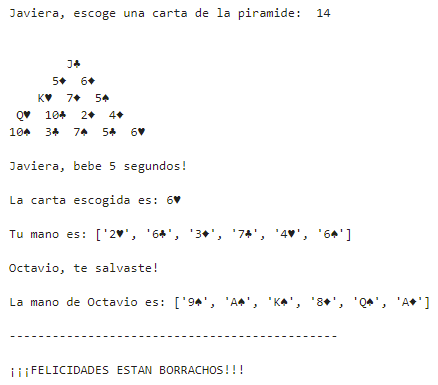 Javiera, escoge una carta de la piramide:  14
J♣
5♦  6♦
K♥  7♦  5♠
Q♥  10♣  2♦  4♦
10♠  3♣  7♠  5♣  6♥
Javiera, bebe 5 segundos!
La carta escogida es: 6♥
Tu mano es: ['2♥', '6♣', '3♦', '7♣', '4♥', '6♠']
Octavio, te salvaste!
La mano de Octavio es: ['9♠', 'A♠', 'K♠', '8♦', 'Q♠', 'A♦']
----------------------------------------------
¡¡¡FELICIDADES ESTAN BORRACHOS!!!